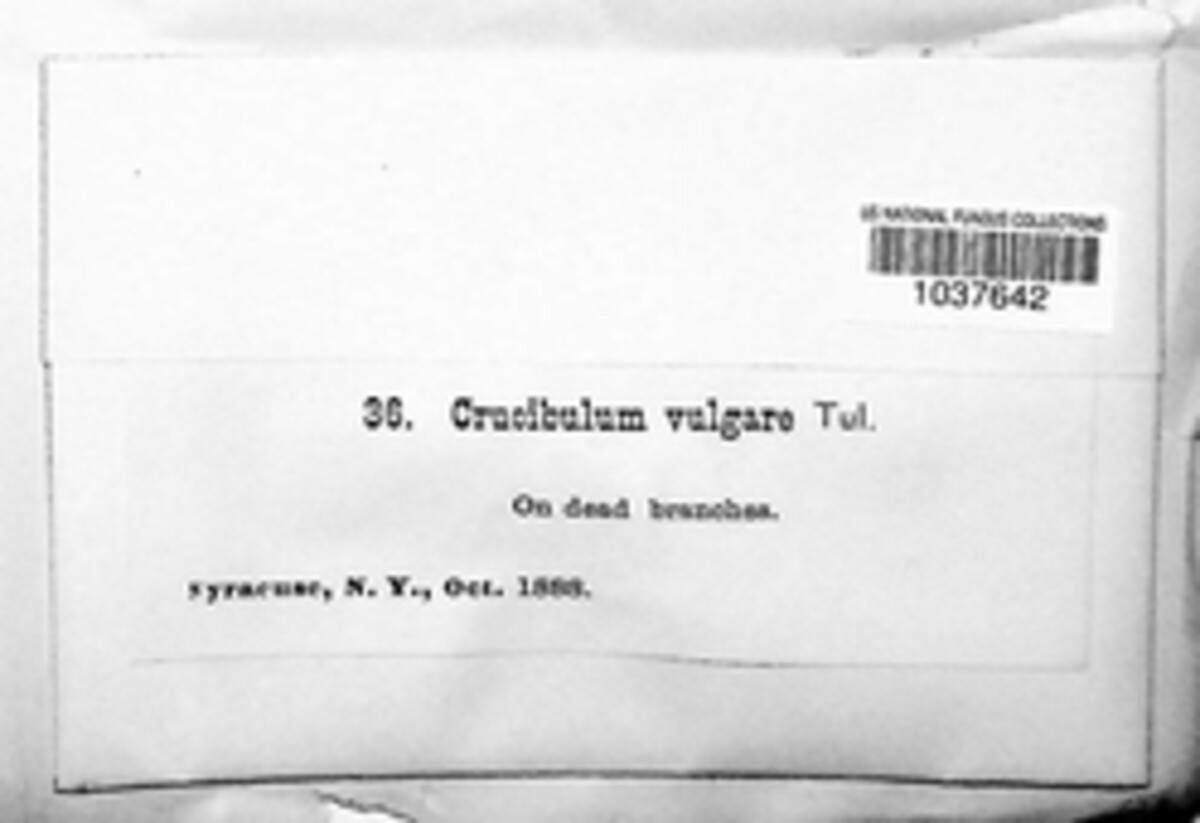 US NATIONAL FUNGUS COLLECTIONS
1037642
36. Crucibulum vulgare Tul.
On dead branches.
Syracuse, N. Y., Oct. 1888.